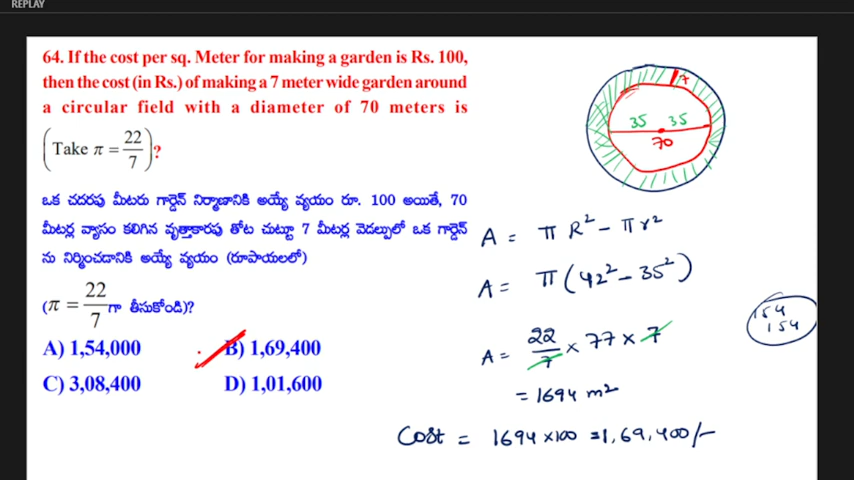 REPLAY
64. If the cost per sq. Meter for making a garden is Rs. 100,
then the cost (in Rs.) of making a 7 meter wide garden around
a circular field with a diameter of 70 meters is
(Take π = 22/7)?
ఒక చదరపు మీటరు గార్డెన్ నిర్మాణానికి అయ్యే వ్యయం రూ. 100 అయితే, 70
మీటర్ల వ్యాసం కలిగిన వృత్తాకారపు తోట చుట్టూ 7 మీటర్ల వెడల్పులో ఒక గార్డెన్
ను నిర్మించడానికి అయ్యే వ్యయం (రూపాయలలో)
(π = 22/7 గా తీసుకోండి)?
A) 1,54,000 B) 1,69,400
C) 3,08,400 D) 1,01,600
7
35 35
70
A = πR² − πr²
A = π(42² − 35²)
A = 22/7 × 77 × 7
= 1694 m²
Cost = 1694 × 100 = 1,69,400/-
154
154